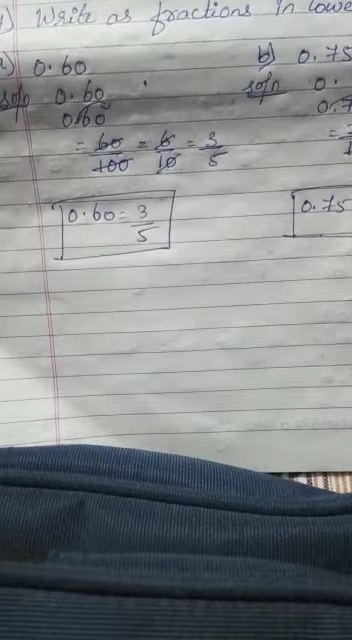 1) Write as fractions in lowe
a) 0.60
b) 0.75
soln 0.60
soln 0.
0.60
0.7
= 60/100 = 6/10 = 3/5
=
0.60 = 3/5
0.75